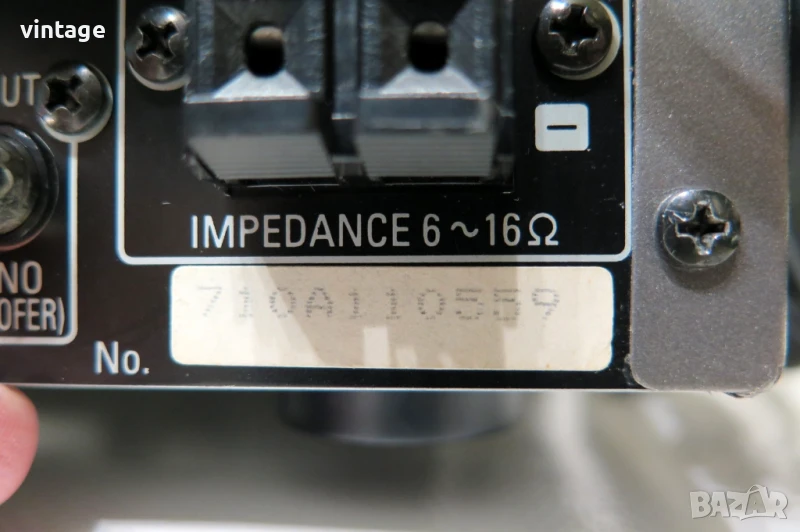 vintage
UT
IMPEDANCE 6~16Ω
NO
OFER)
No.
710A110559
BAZAR